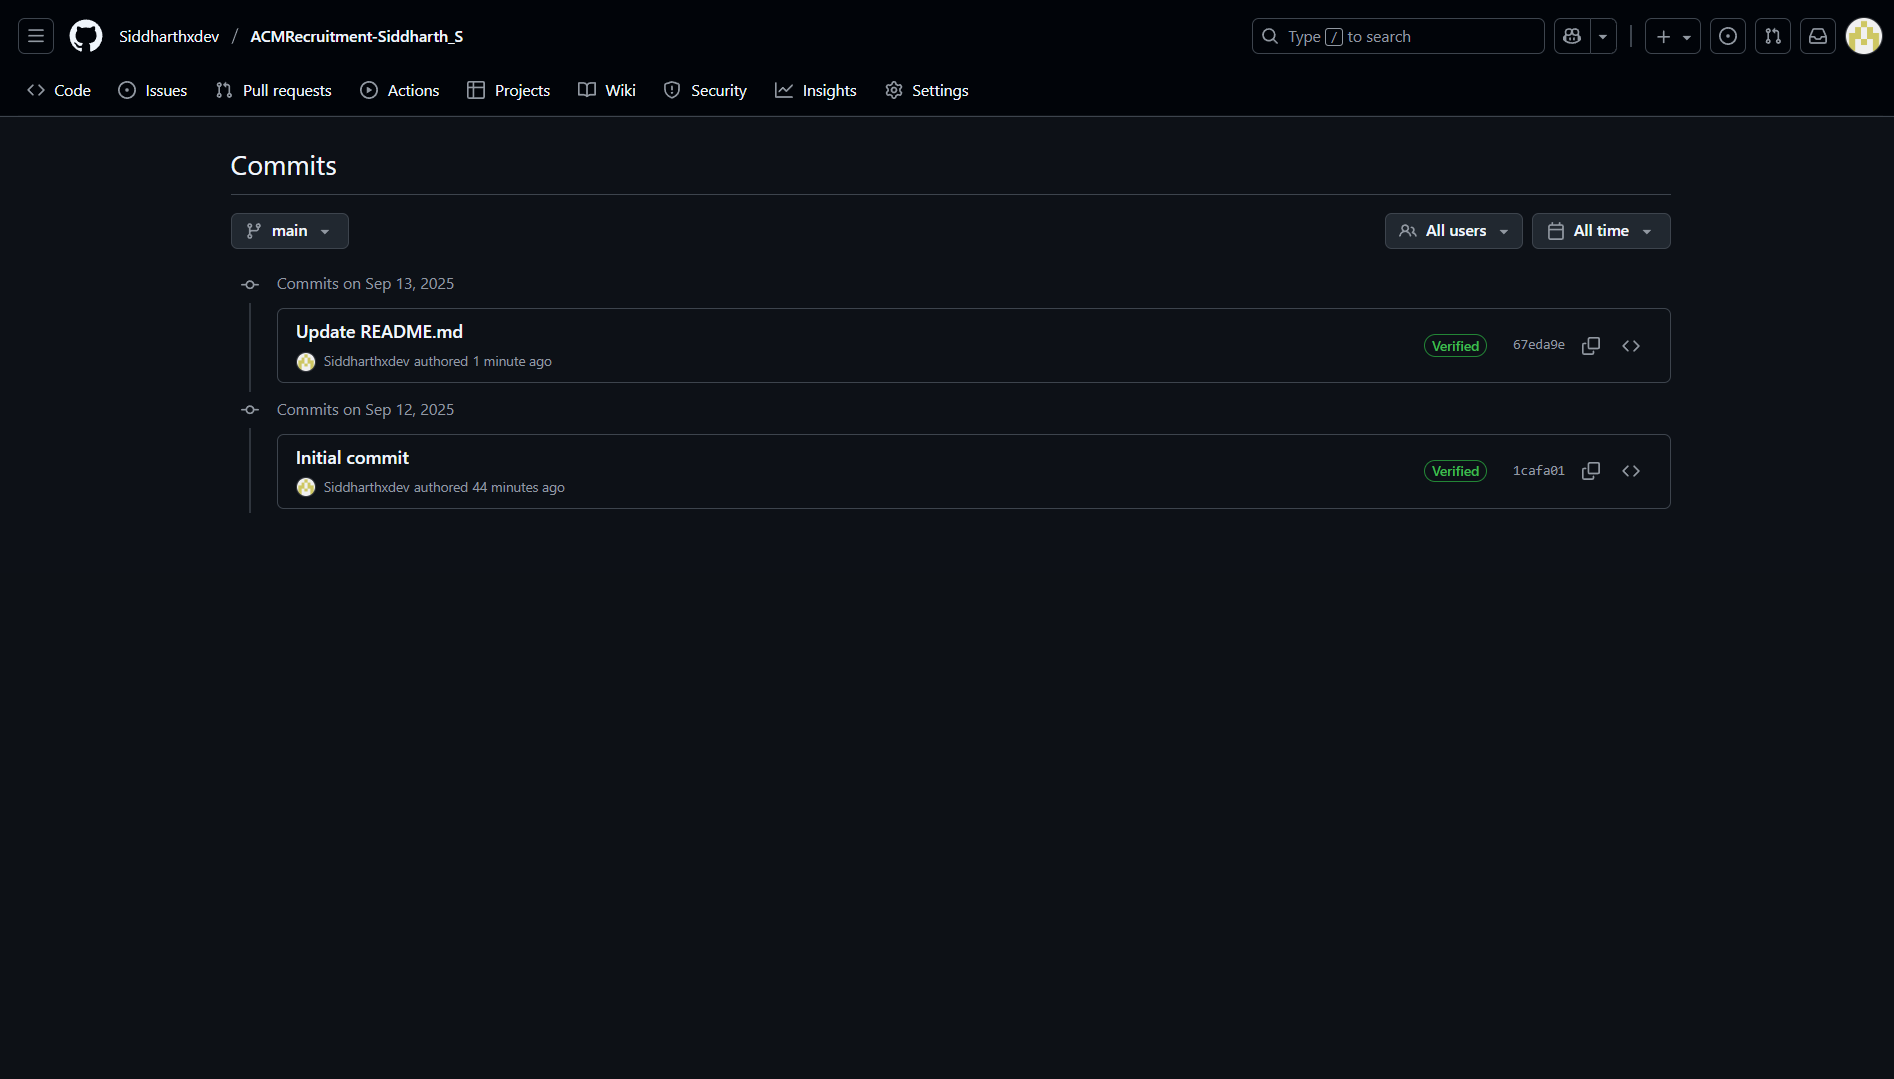 Siddharthxdev / ACMRecruitment-Siddharth_S
Type / to search
Code Issues Pull requests Actions Projects Wiki Security Insights Settings
Commits
main All users All time
Commits on Sep 13, 2025
Update README.md
Siddharthxdev authored 1 minute ago
Verified 67eda9e
Commits on Sep 12, 2025
Initial commit
Siddharthxdev authored 44 minutes ago
Verified 1cafa01